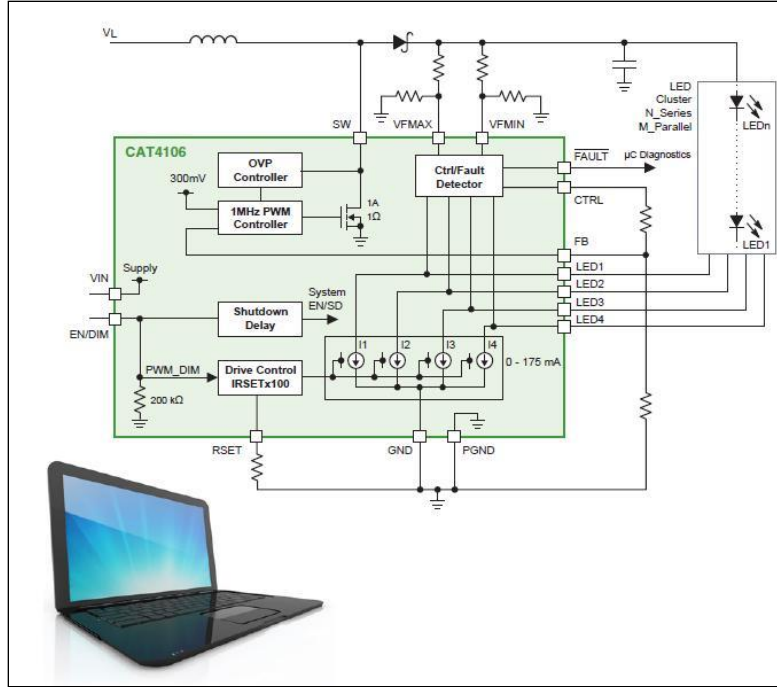 VL
LED
Cluster
N_Series
M_Parallel
LEDn
LED1
SW
VFMAX
VFMIN
CAT4106
OVP
Controller
300mV
1MHz PWM
Controller
1A
1Ω
Ctrl/Fault
Detector
FAULT
µC Diagnostics
CTRL
FB
VIN
Supply
LED1
LED2
LED3
LED4
EN/DIM
Shutdown
Delay
System
EN/SD
I1
I2
I3
I4
0 - 175 mA
PWM_DIM
Drive Control
IRSETx100
200 kΩ
RSET
GND
PGND